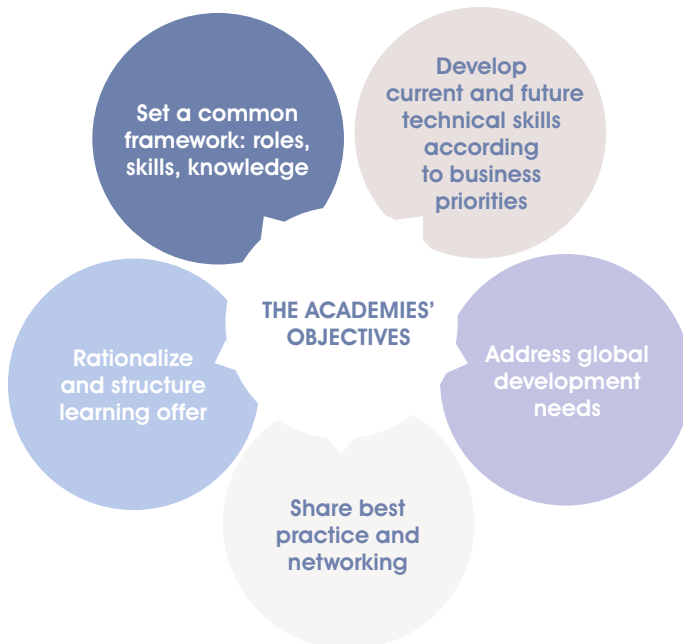 Set a common
framework: roles,
skills, knowledge
Develop
current and future
technical skills
according
to business
priorities
THE ACADEMIES’
OBJECTIVES
Rationalize
and structure
learning offer
Address global
development
needs
Share best
practice and
networking